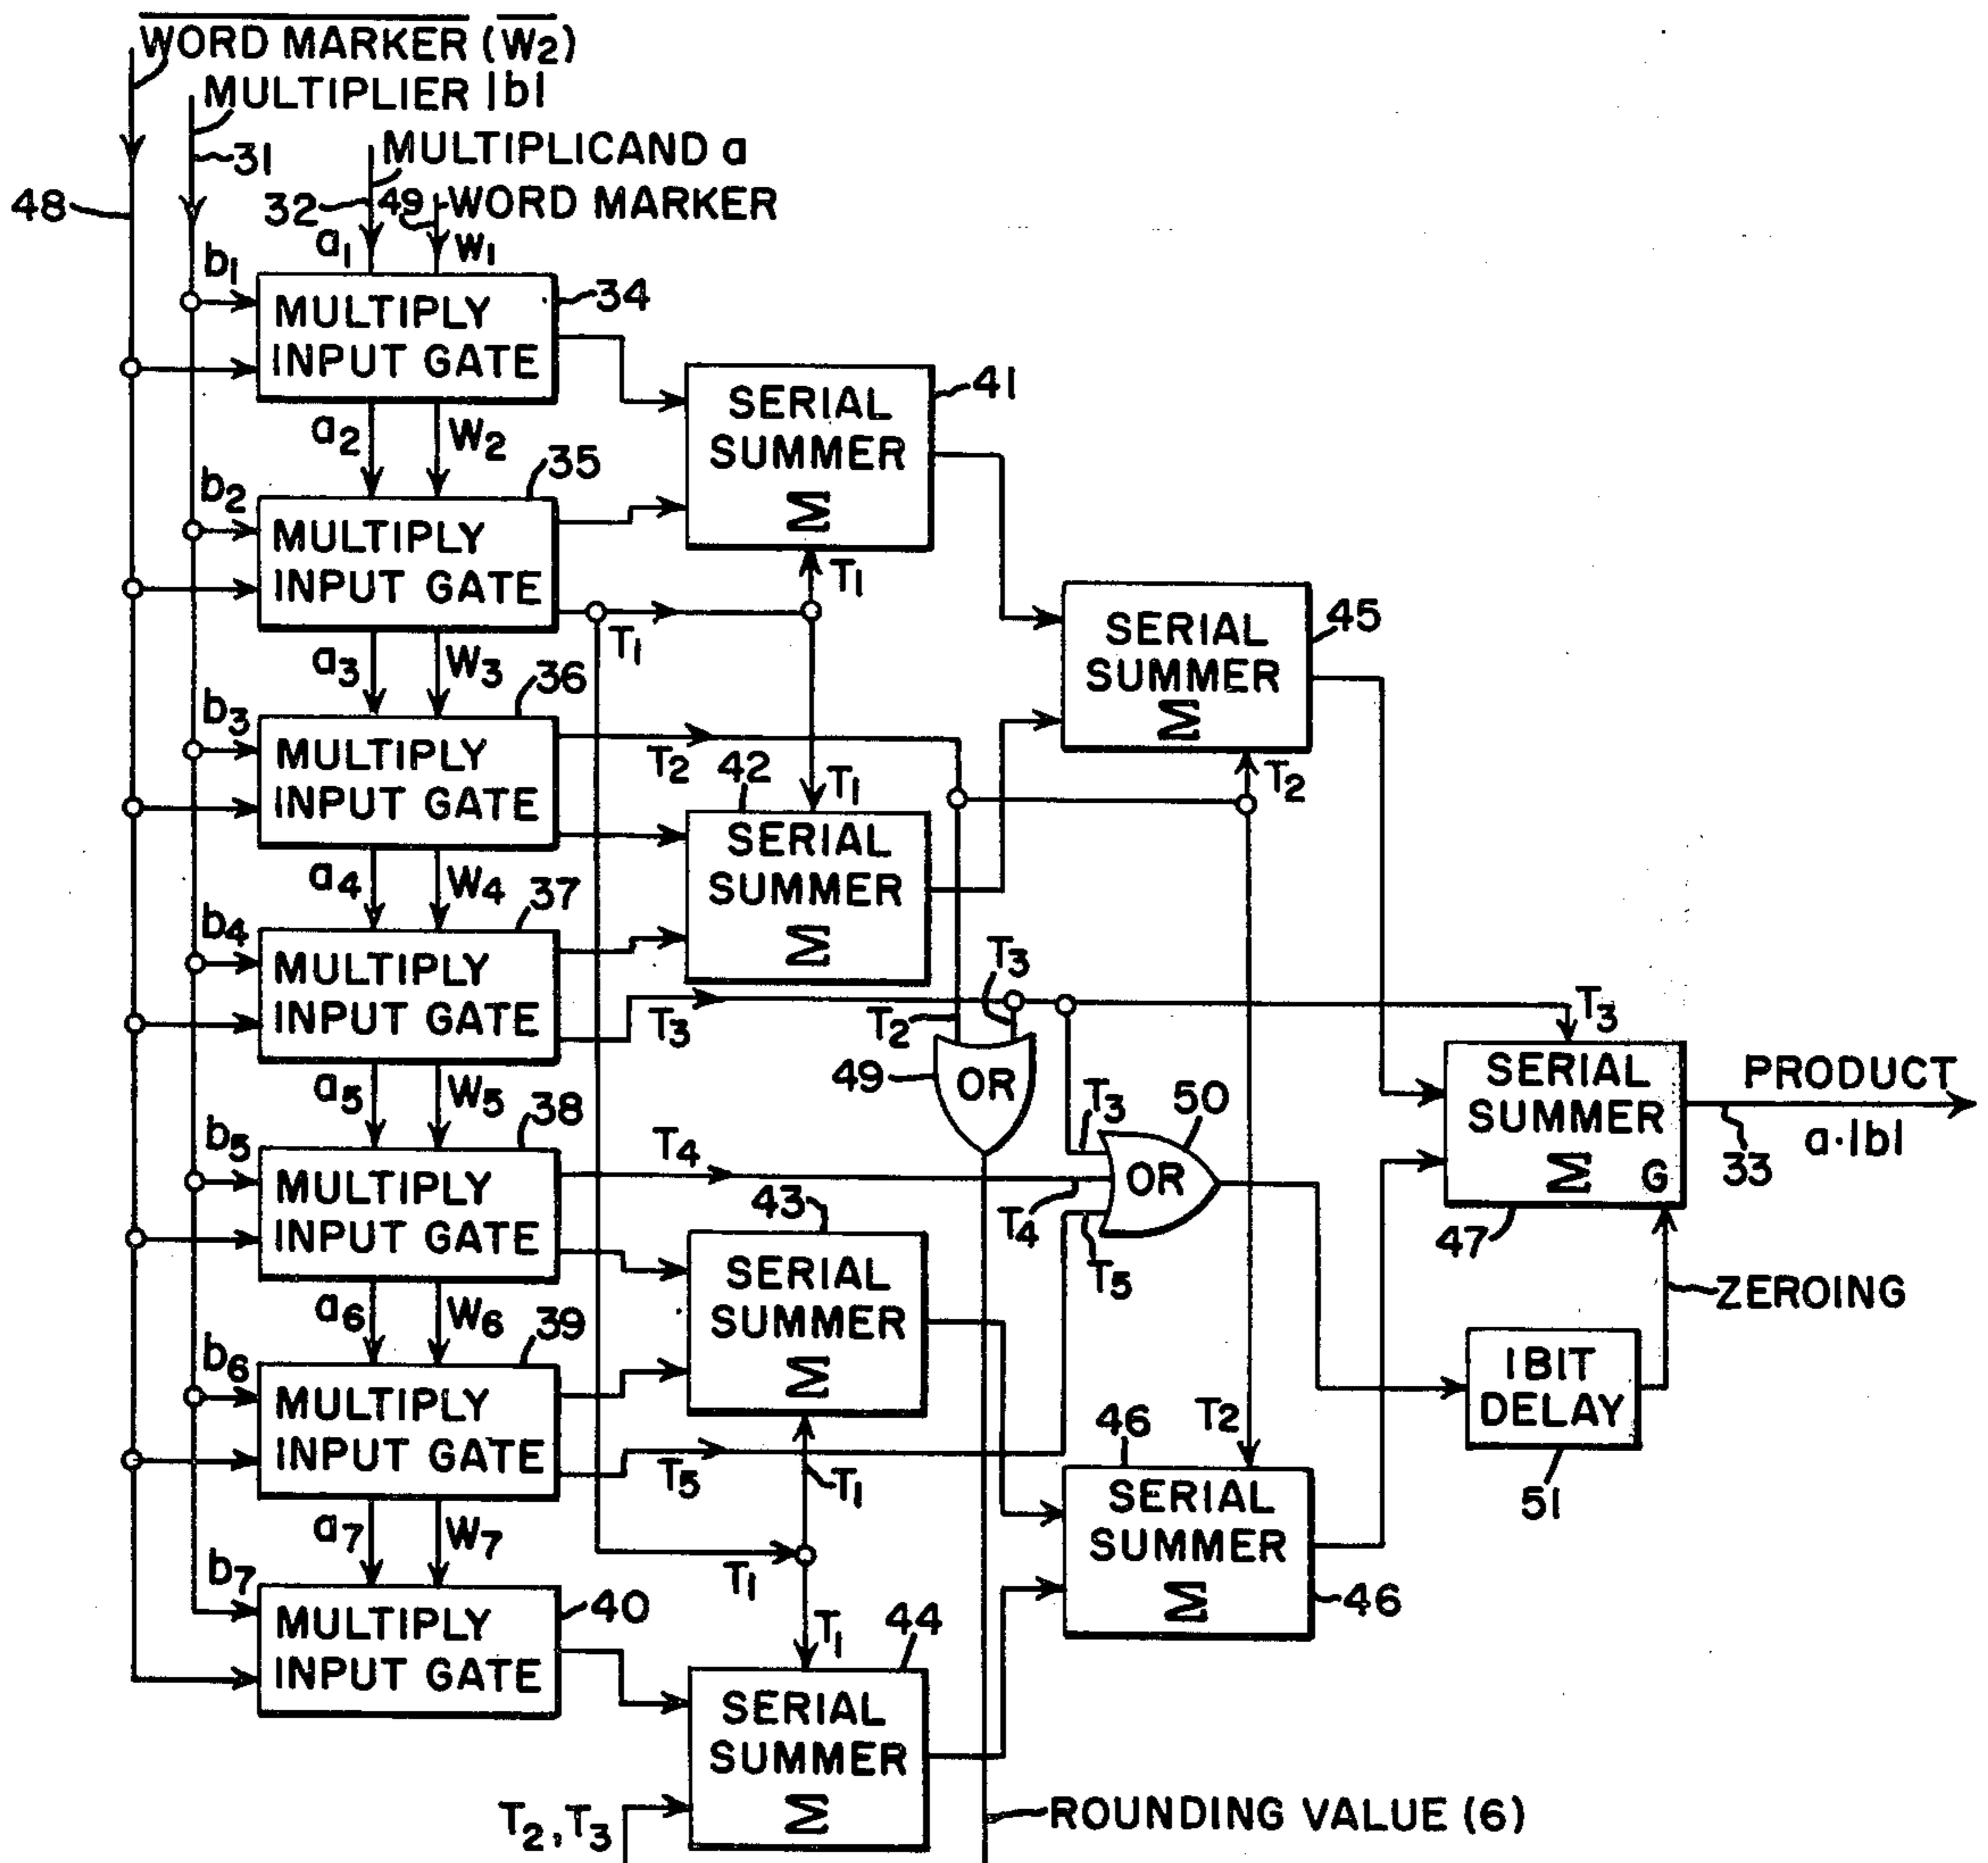 WORD MARKER (W2)
MULTIPLIER |b|
31
MULTIPLICAND a
48
32
49
WORD MARKER
a1
W1
b1
MULTIPLY
INPUT GATE
34
a2
W2
SERIAL
SUMMER
Σ
41
b2
35
MULTIPLY
INPUT GATE
T1
T1
a3
W3
36
SERIAL
SUMMER
Σ
45
b3
MULTIPLY
INPUT GATE
T2
42
T1
T2
SERIAL
SUMMER
Σ
a4
W4
37
b4
MULTIPLY
INPUT GATE
T3
T3
T2
T3
49
OR
SERIAL
SUMMER
Σ G
PRODUCT
a·|b|
33
47
a5
W5
38
b5
MULTIPLY
INPUT GATE
T4
T3
50
OR
T4
T5
43
SERIAL
SUMMER
Σ
ZEROING
a6
W6
39
b6
MULTIPLY
INPUT GATE
T5
T1
1 BIT
DELAY
51
46
T2
SERIAL
SUMMER
Σ
46
a7
W7
T1
b7
MULTIPLY
INPUT GATE
40
T1
44
SERIAL
SUMMER
Σ
T2, T3
ROUNDING VALUE (6)